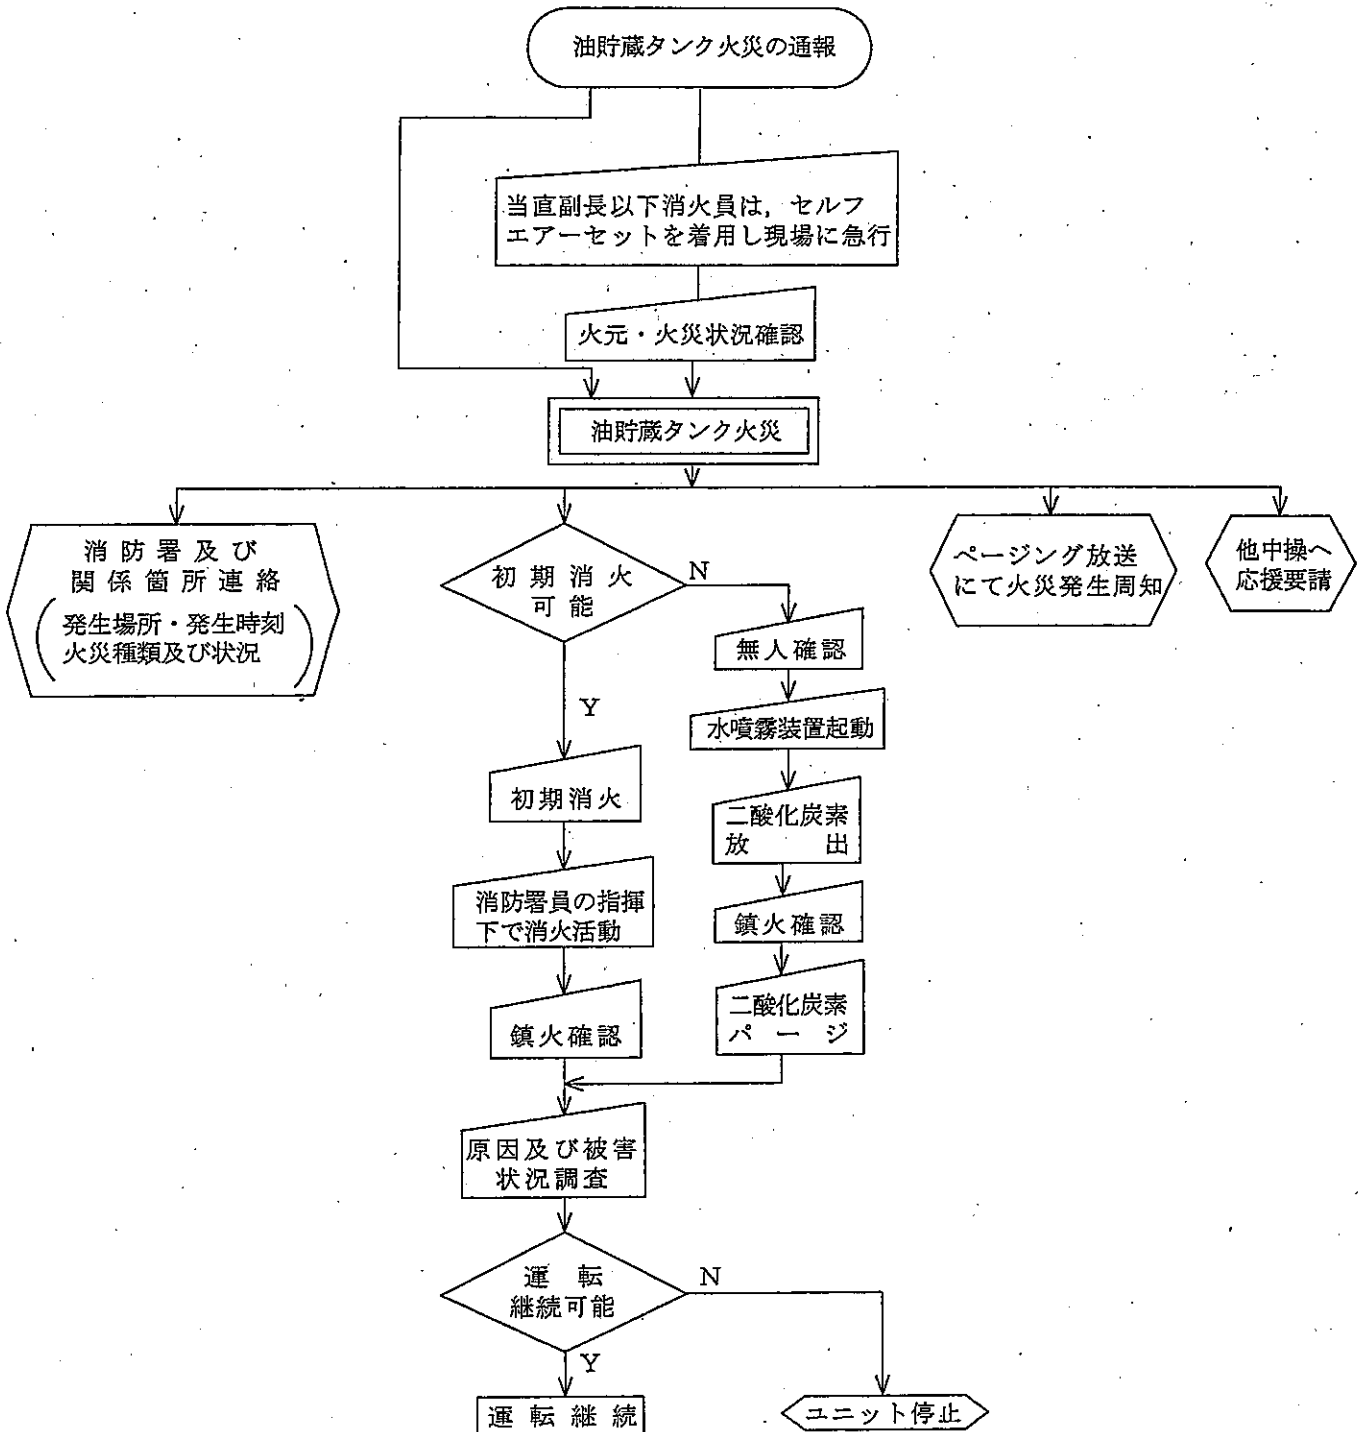 油貯蔵タンク火災の通報
当直副長以下消火員は,セルフ
エアーセットを着用し現場に急行
火元・火災状況確認
油貯蔵タンク火災
消防署及び
関係箇所連絡
(発生場所・発生時刻
火災種類及び状況)
初期消火
可能
N
Y
ページング放送
にて火災発生周知
他中操へ
応援要請
無人確認
水噴霧装置起動
初期消火
二酸化炭素
放出
消防署員の指揮
下で消火活動
鎮火確認
鎮火確認
二酸化炭素
パージ
原因及び被害
状況調査
運転
継続可能
N
Y
運転継続
ユニット停止